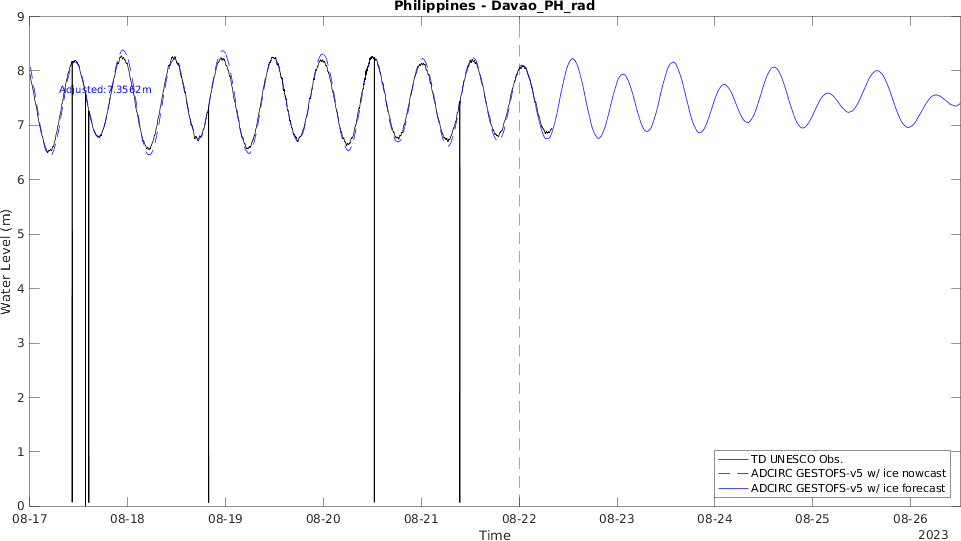 Philippines - Davao_PH_rad
9
8
7
6
5
4
3
2
1
0
Water Level (m)
Adjusted:7.3562m
TD UNESCO Obs.
ADCIRC GESTOFS-v5 w/ ice nowcast
ADCIRC GESTOFS-v5 w/ ice forecast
08-17 08-18 08-19 08-20 08-21 08-22 08-23 08-24 08-25 08-26
Time
2023